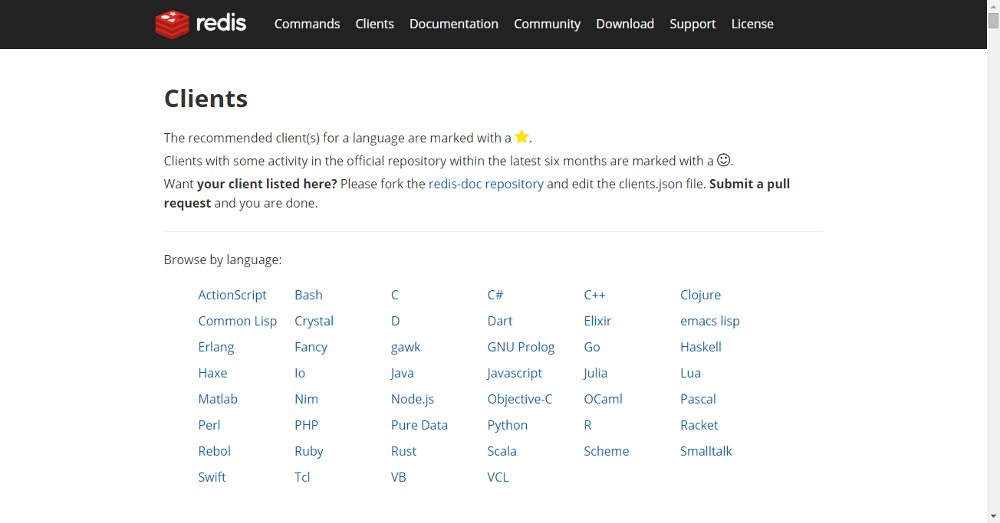 redis Commands Clients Documentation Community Download Support License
Clients
The recommended client(s) for a language are marked with a ⭐.
Clients with some activity in the official repository within the latest six months are marked with a ☺.
Want your client listed here? Please fork the redis-doc repository and edit the clients.json file. Submit a pull
request and you are done.
Browse by language:
ActionScript Bash C C# C++ Clojure
Common Lisp Crystal D Dart Elixir emacs lisp
Erlang Fancy gawk GNU Prolog Go Haskell
Haxe Io Java Javascript Julia Lua
Matlab Nim Node.js Objective-C OCaml Pascal
Perl PHP Pure Data Python R Racket
Rebol Ruby Rust Scala Scheme Smalltalk
Swift Tcl VB VCL